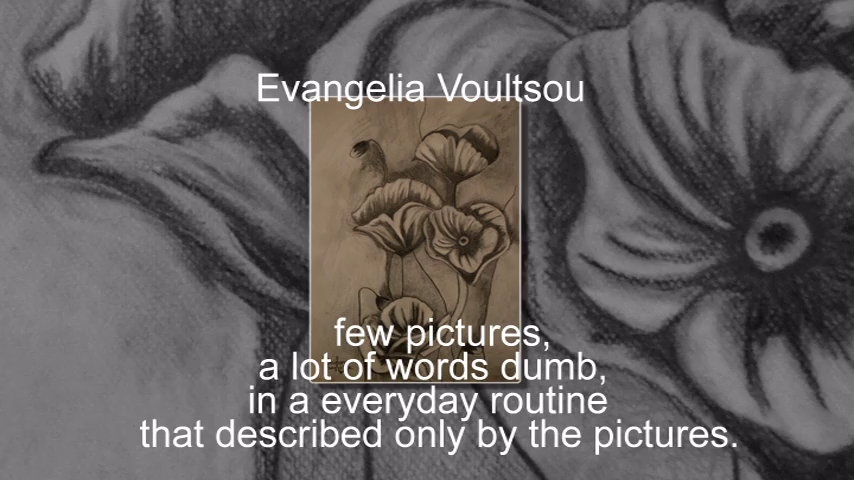 Evangelia Voultsou
few pictures,
a lot of words dumb,
in a everyday routine
that described only by the pictures.